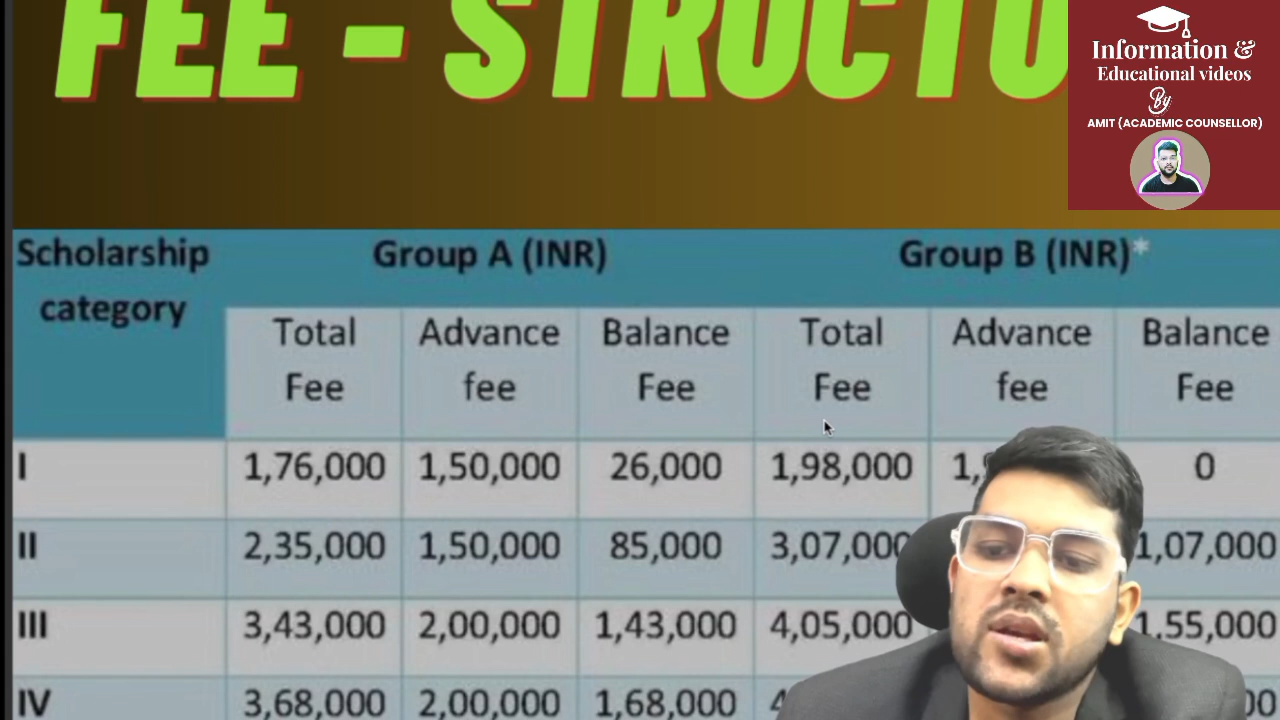 FEE - STRUCTU
Information &
Educational videos
By
AMIT (ACADEMIC COUNSELLOR)
Scholarship category Group A (INR) Group B (INR)*
Total Fee Advance fee Balance Fee Total Fee Advance fee Balance Fee
I 1,76,000 1,50,000 26,000 1,98,000 0
II 2,35,000 1,50,000 85,000 3,07,000 1,07,000
III 3,43,000 2,00,000 1,43,000 4,05,000 1,55,000
IV 3,68,000 2,00,000 1,68,000